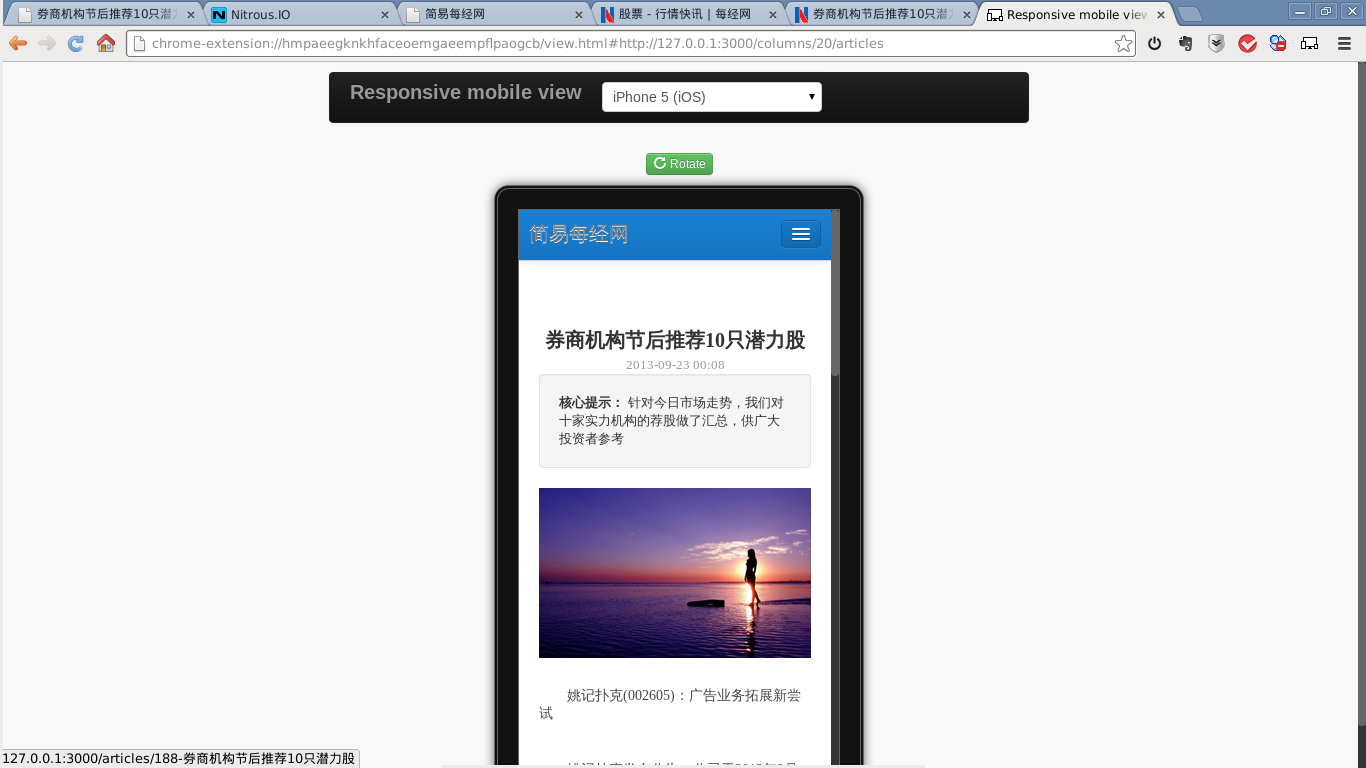 券商机构节后推荐10只潜力
Nitrous.IO
简易每经网
股票 - 行情快讯 | 每经网
券商机构节后推荐10只潜
Responsive mobile view
chrome-extension://hmpaeegknkhfaceoemgaeempflpaogcb/view.html#http://127.0.0.1:3000/columns/20/articles
Responsive mobile view
iPhone 5 (iOS)
Rotate
简易每经网
券商机构节后推荐10只潜力股
2013-09-23 00:08
核心提示： 针对今日市场走势，我们对
十家实力机构的荐股做了汇总，供广大
投资者参考
姚记扑克(002605)：广告业务拓展新尝
试
127.0.0.1:3000/articles/188-券商机构节后推荐10只潜力股